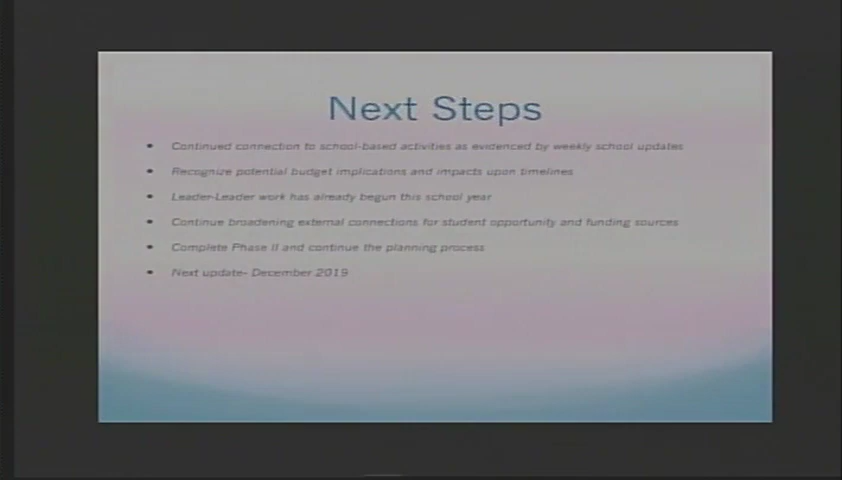 Next Steps
• Continued connection to school-based activities as evidenced by weekly school updates
• Recognize potential budget implications and impacts upon timelines
• Leader-Leader work has already begun this school year
• Continue broadening external connections for student opportunity and funding sources
• Complete Phase II and continue the planning process
• Next update- December 2019